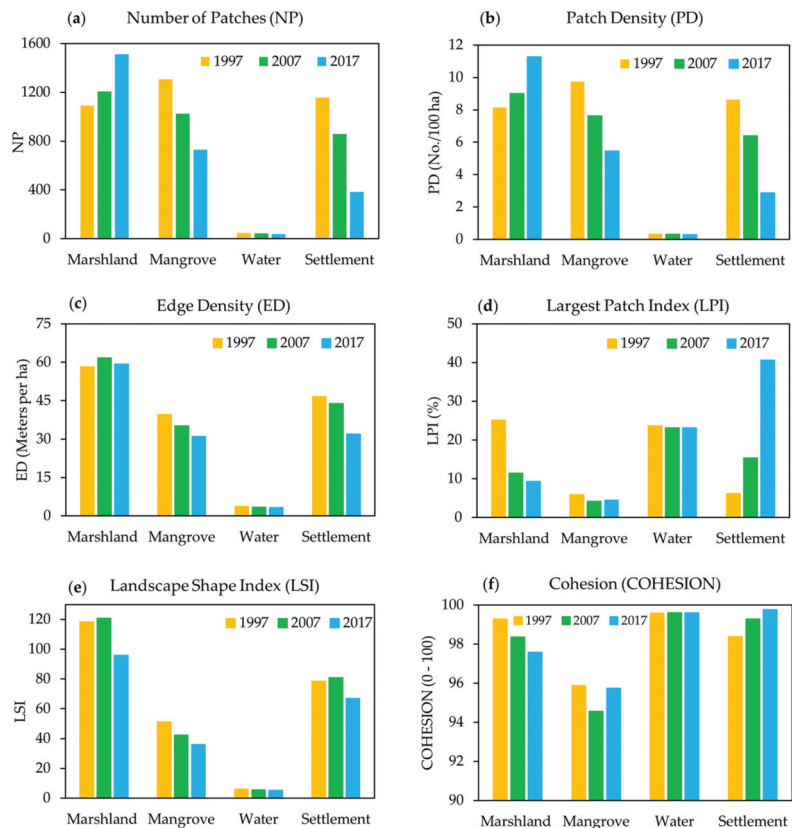 (a) Number of Patches (NP)
1600
1200
800
400
0
NP
1997 2007 2017
Marshland Mangrove Water Settlement
(b) Patch Density (PD)
12
10
8
6
4
2
0
PD (No./100 ha)
1997 2007 2017
Marshland Mangrove Water Settlement
(c) Edge Density (ED)
75
60
45
30
15
0
ED (Meters per ha)
1997 2007 2017
Marshland Mangrove Water Settlement
(d) Largest Patch Index (LPI)
50
40
30
20
10
0
LPI (%)
1997 2007 2017
Marshland Mangrove Water Settlement
(e) Landscape Shape Index (LSI)
120
100
80
60
40
20
0
LSI
1997 2007 2017
Marshland Mangrove Water Settlement
(f) Cohesion (COHESION)
100
98
96
94
92
90
COHESION (0 - 100)
1997 2007 2017
Marshland Mangrove Water Settlement